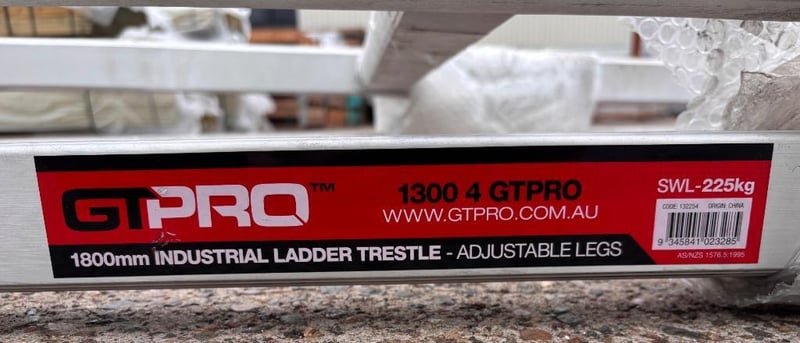 GTPRO™
1300 4 GTPRO
WWW.GTPRO.COM.AU
SWL-225kg
CODE: 132254 ORIGIN: CHINA
9 345841 023285
AS/NZS 1576.5:1995
1800mm INDUSTRIAL LADDER TRESTLE - ADJUSTABLE LEGS